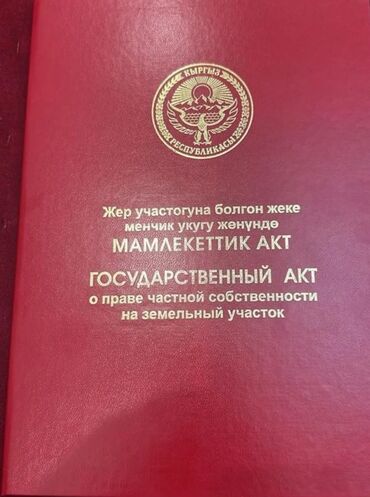 КЫРГЫЗ
РЕСПУБЛИКАСЫ
Жер участогуна болгон жеке
менчик укугу жөнүндө
МАМЛЕКЕТТИК АКТ
ГОСУДАРСТВЕННЫЙ АКТ
о праве частной собственности
на земельный участок